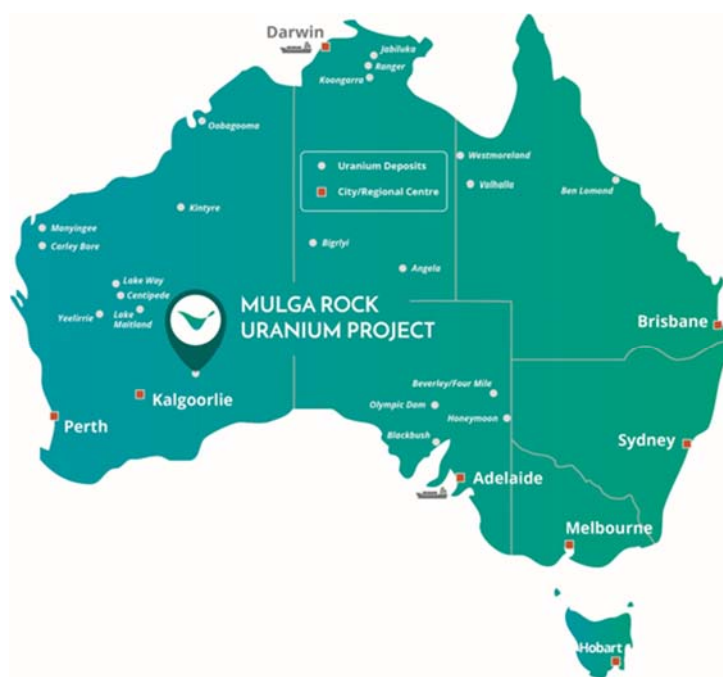 Darwin
Jabiluka
Ranger
Koongarra
Oobagooma
Uranium Deposits
City/Regional Centre
Westmoreland
Valhalla
Ben Lomond
Kintyre
Manyingee
Carley Bore
Bigrlyi
Angela
Lake Way
Centipede
Yeelirrie
Lake
Maitland
MULGA ROCK
URANIUM PROJECT
Brisbane
Beverley/Four Mile
Kalgoorlie
Olympic Dam
Honeymoon
Perth
Blackbush
Sydney
Adelaide
Melbourne
Hobart